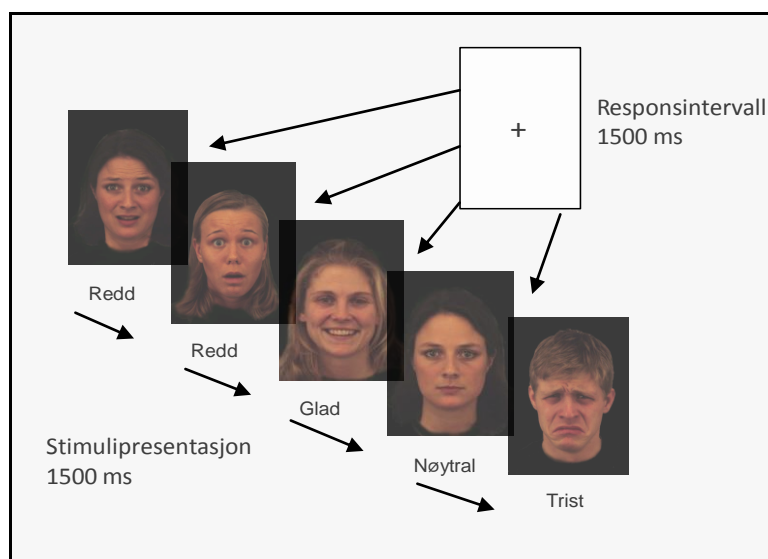 Responsintervall
1500 ms
+
Redd
Redd
Glad
Nøytral
Trist
Stimulipresentasjon
1500 ms